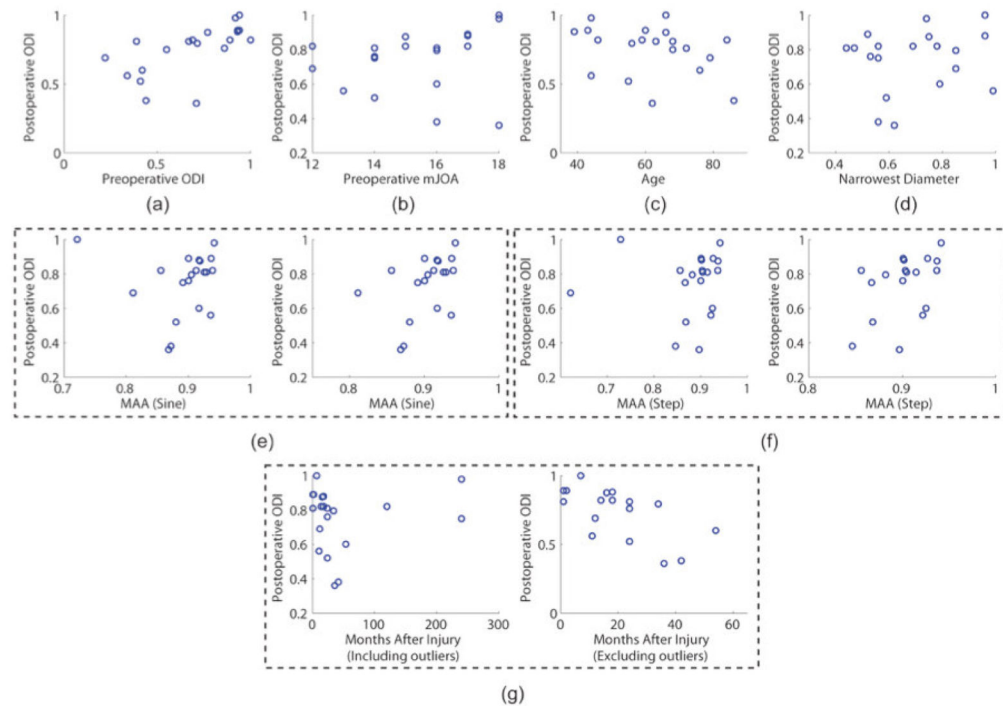 Postoperative ODI
1
0.5
0
0
0.5
1
Preoperative ODI
(a)
Postoperative ODI
1
0.8
0.6
0.4
0.2
12
14
16
18
Preoperative mJOA
(b)
Postoperative ODI
1
0.5
0
40
60
80
Age
(c)
Postoperative ODI
1
0.8
0.6
0.4
0.2
0.4
0.6
0.8
1
Narrowest Diameter
(d)
Postoperative ODI
1
0.8
0.6
0.4
0.2
0.7
0.8
0.9
1
MAA (Sine)
Postoperative ODI
1
0.8
0.6
0.4
0.2
0.8
0.9
1
MAA (Sine)
(e)
Postoperative ODI
1
0.8
0.6
0.4
0.2
0.6
0.7
0.8
0.9
1
MAA (Step)
Postoperative ODI
1
0.8
0.6
0.4
0.2
0.8
0.9
1
MAA (Step)
(f)
Postoperative ODI
1
0.8
0.6
0.4
0.2
0
100
200
300
Months After Injury
(Including outliers)
Postoperative ODI
1
0.5
0
0
20
40
60
Months After Injury
(Excluding outliers)
(g)